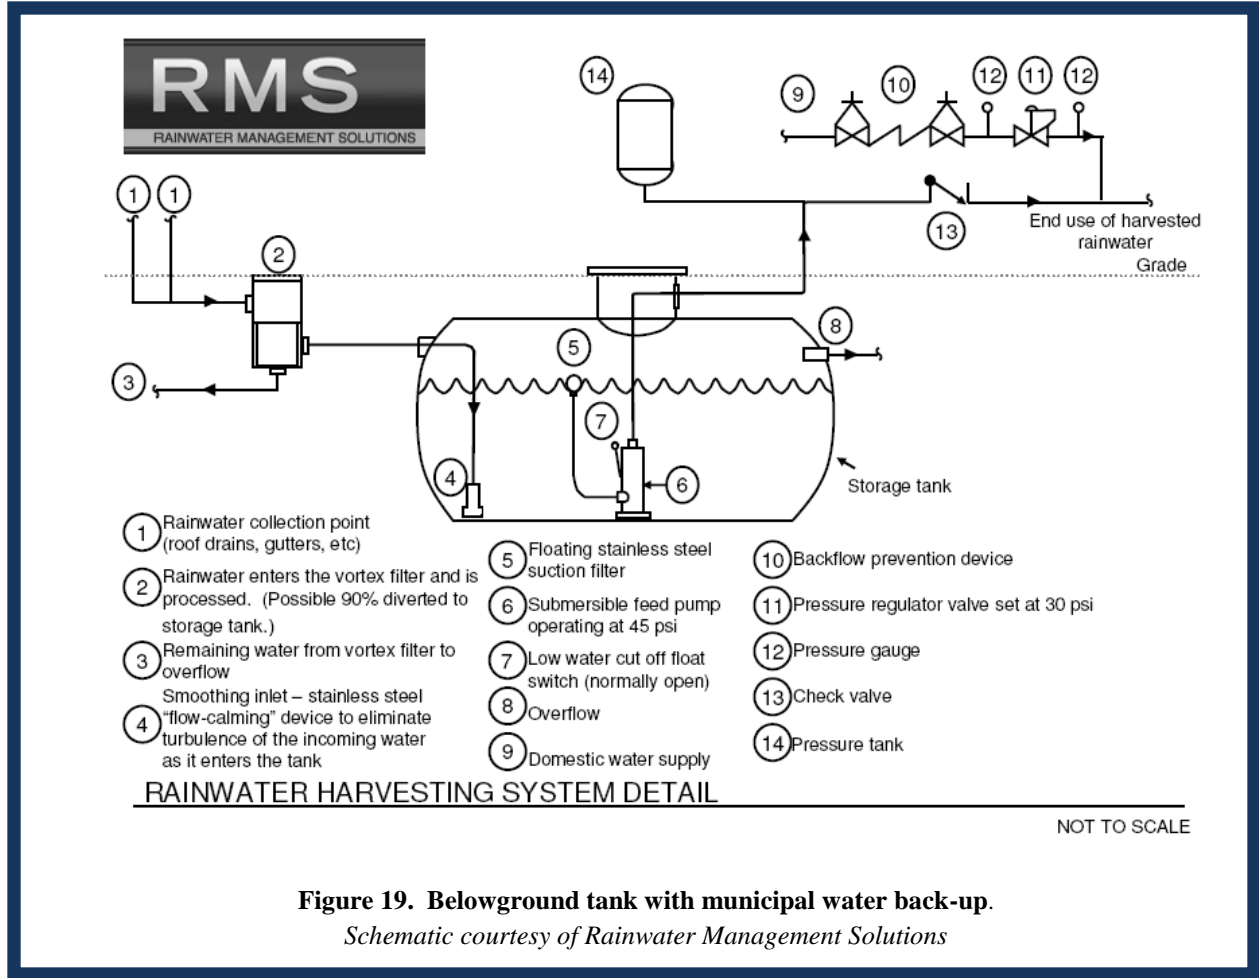 RMS
RAINWATER MANAGEMENT SOLUTIONS
14
9
10
12
11
12
1
1
2
13
End use of harvested
rainwater
Grade
3
5
8
7
4
6
Storage tank
1 Rainwater collection point
(roof drains, gutters, etc)
2 Rainwater enters the vortex filter and is
processed. (Possible 90% diverted to
storage tank.)
3 Remaining water from vortex filter to
overflow
4 Smoothing inlet – stainless steel
“flow-calming” device to eliminate
turbulence of the incoming water
as it enters the tank
5 Floating stainless steel
suction filter
6 Submersible feed pump
operating at 45 psi
7 Low water cut off float
switch (normally open)
8 Overflow
9 Domestic water supply
10 Backflow prevention device
11 Pressure regulator valve set at 30 psi
12 Pressure gauge
13 Check valve
14 Pressure tank
RAINWATER HARVESTING SYSTEM DETAIL
NOT TO SCALE
Figure 19. Belowground tank with municipal water back-up.
Schematic courtesy of Rainwater Management Solutions